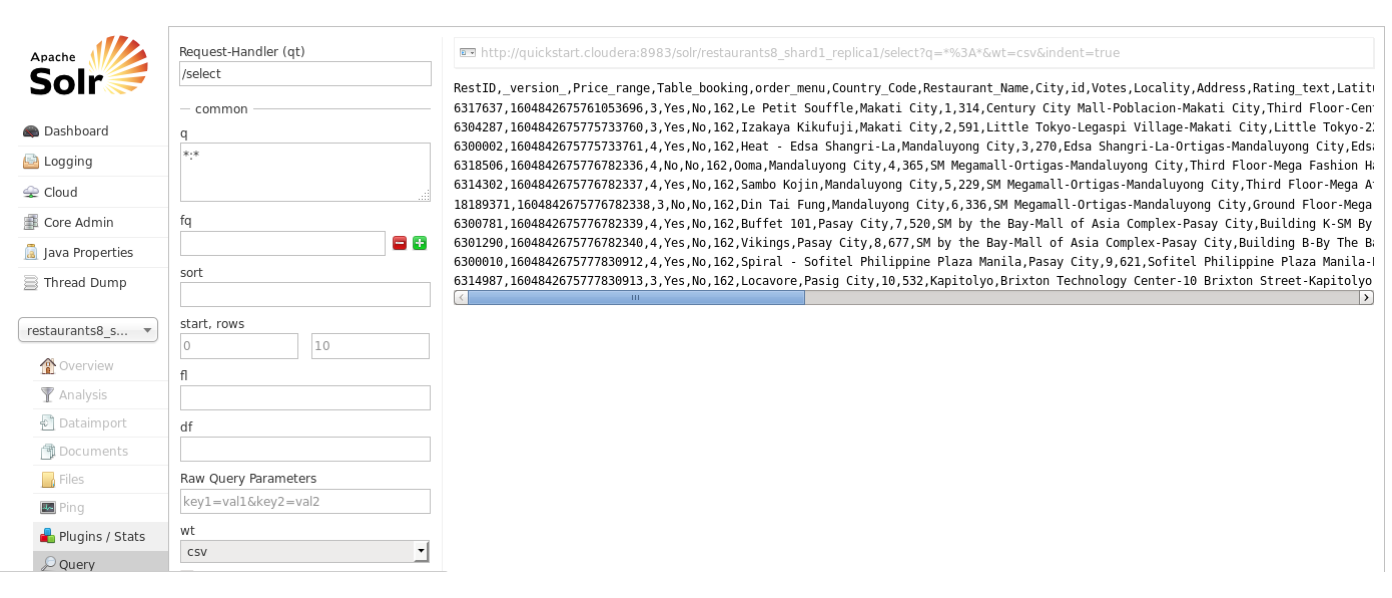 Apache
Solr
Dashboard
Logging
Cloud
Core Admin
Java Properties
Thread Dump
restaurants8_s...
Overview
Analysis
Dataimport
Documents
Files
Ping
Plugins / Stats
Query
Request-Handler (qt)
/select
common
q
*:*
fq
sort
start, rows
0 10
fl
df
Raw Query Parameters
key1=val1&key2=val2
wt
csv
http://quickstart.cloudera:8983/solr/restaurants8_shard1_replica1/select?q=*%3A*&wt=csv&indent=true
RestID,_version_,Price_range,Table_booking,order_menu,Country_Code,Restaurant_Name,City,id,Votes,Locality,Address,Rating_text,Latit
6317637,1604842675761053696,3,Yes,No,162,Le Petit Souffle,Makati City,1,314,Century City Mall-Poblacion-Makati City,Third Floor-Cen
6304287,1604842675775733760,3,Yes,No,162,Izakaya Kikufuji,Makati City,2,591,Little Tokyo-Legaspi Village-Makati City,Little Tokyo-2
6300002,1604842675775733761,4,Yes,No,162,Heat - Edsa Shangri-La,Mandaluyong City,3,270,Edsa Shangri-La-Ortigas-Mandaluyong City,Eds
6318506,1604842675776782336,4,No,No,162,Ooma,Mandaluyong City,4,365,SM Megamall-Ortigas-Mandaluyong City,Third Floor-Mega Fashion H
6314302,1604842675776782337,4,Yes,No,162,Sambo Kojin,Mandaluyong City,5,229,SM Megamall-Ortigas-Mandaluyong City,Third Floor-Mega A
18189371,1604842675776782338,3,No,No,162,Din Tai Fung,Mandaluyong City,6,336,SM Megamall-Ortigas-Mandaluyong City,Ground Floor-Mega
6300781,1604842675776782339,4,Yes,No,162,Buffet 101,Pasay City,7,520,SM by the Bay-Mall of Asia Complex-Pasay City,Building K-SM By
6301290,1604842675776782340,4,Yes,No,162,Vikings,Pasay City,8,677,SM by the Bay-Mall of Asia Complex-Pasay City,Building B-By The B
6300010,1604842675777830912,4,Yes,No,162,Spiral - Sofitel Philippine Plaza Manila,Pasay City,9,621,Sofitel Philippine Plaza Manila-
6314987,1604842675777830913,3,Yes,No,162,Locavore,Pasig City,10,532,Kapitolyo,Brixton Technology Center-10 Brixton Street-Kapitolyo